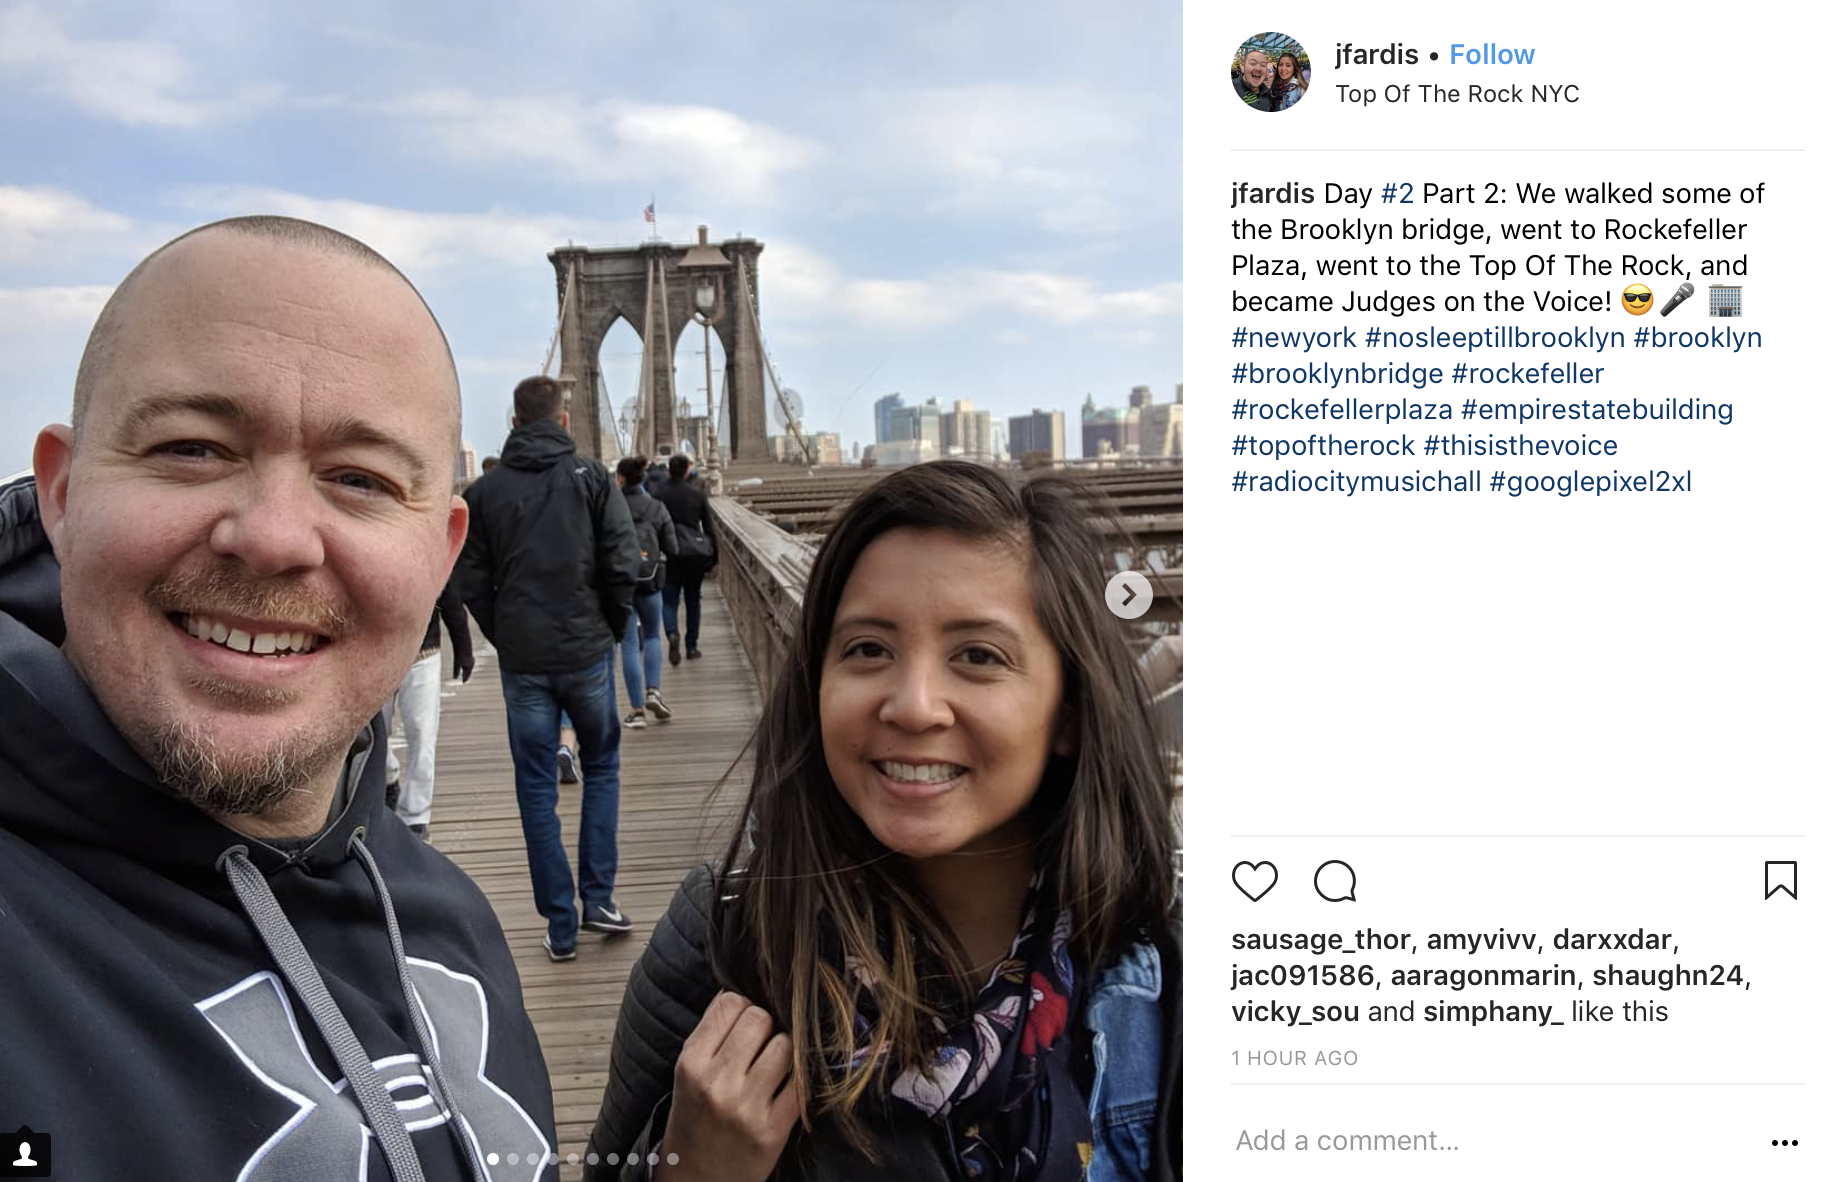 jfardis • Follow
Top Of The Rock NYC
jfardis Day #2 Part 2: We walked some of
the Brooklyn bridge, went to Rockefeller
Plaza, went to the Top Of The Rock, and
became Judges on the Voice! 😎🎤 🏢
#newyork #nosleeptillbrooklyn #brooklyn
#brooklynbridge #rockefeller
#rockefellerplaza #empirestatebuilding
#topoftherock #thisisthevoice
#radiocitymusichall #googlepixel2xl
sausage_thor, amyvivv, darxxdar,
jac091586, aaragonmarin, shaughn24,
vicky_sou and simphany_ like this
1 HOUR AGO
Add a comment...